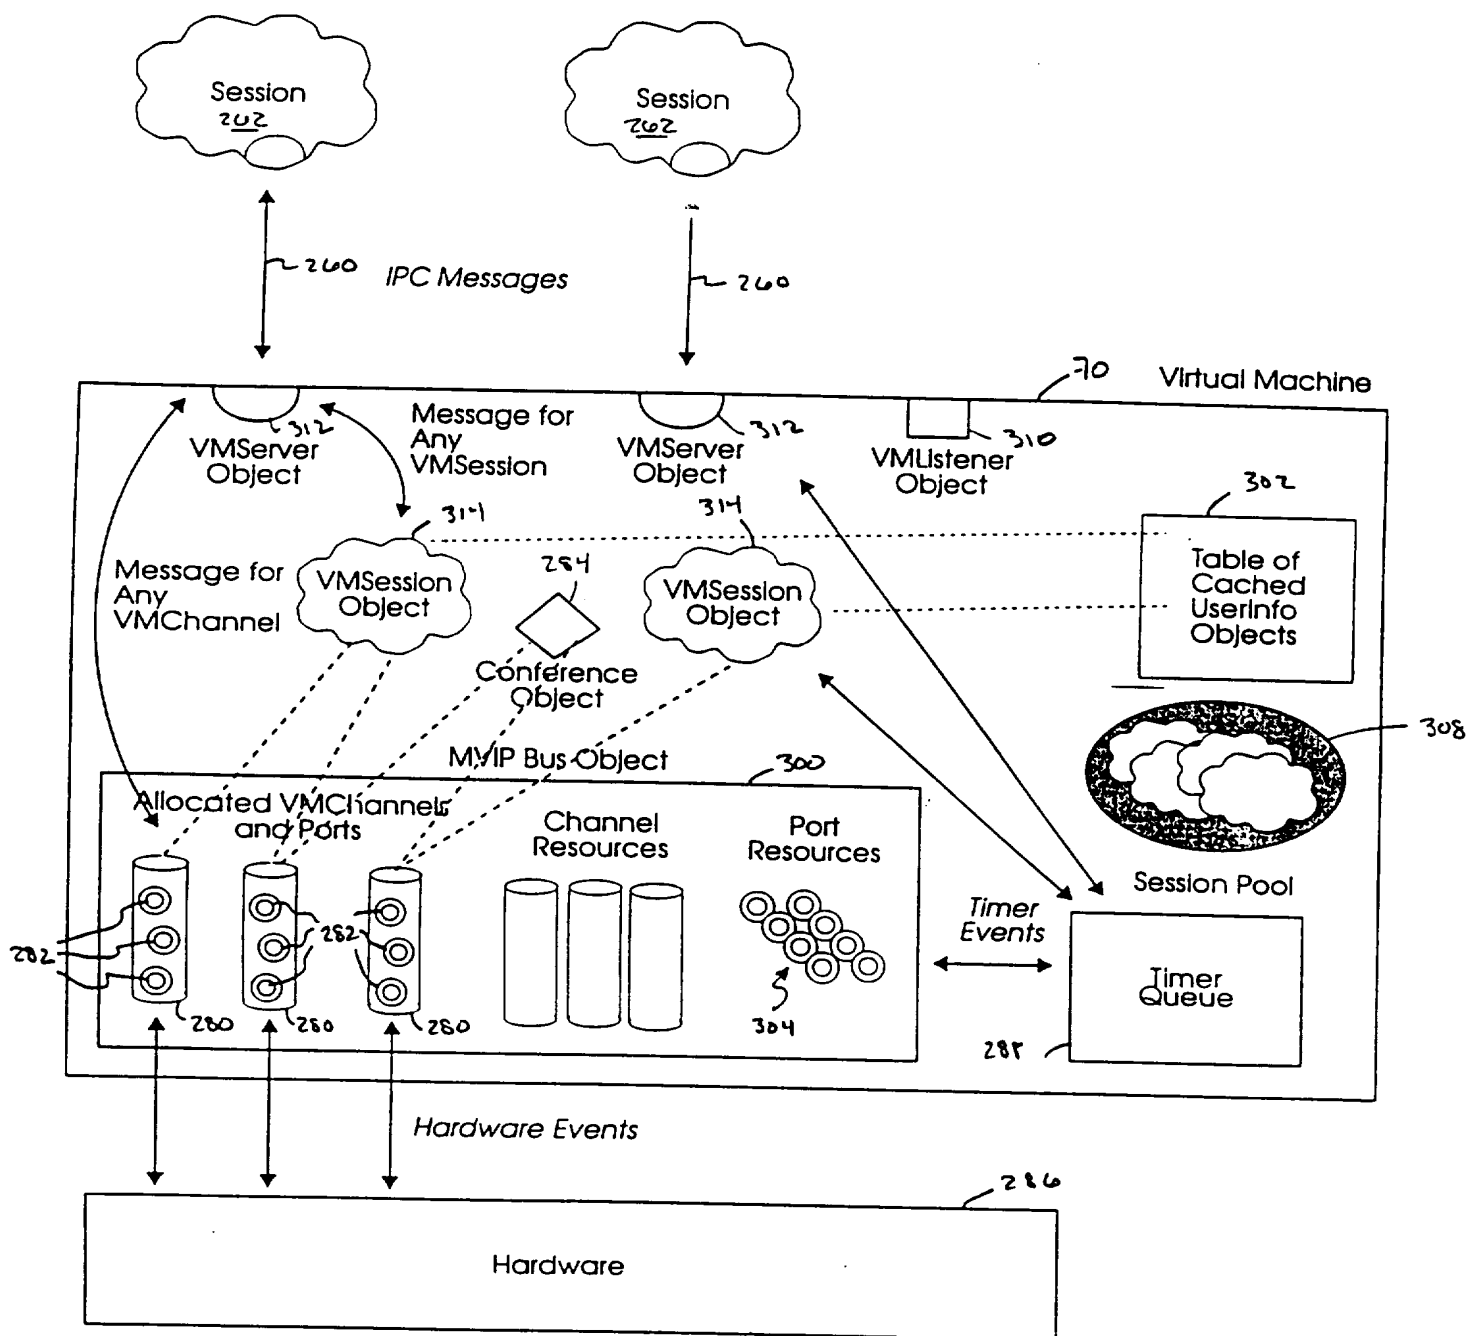 Session
202
Session
262
260
IPC Messages
260
70
Virtual Machine
312
VMServer
Object
Message for
Any
VMSession
312
VMServer
Object
310
VMListener
Object
302
Table of
Cached
UserInfo
Objects
314
VMSession
Object
Message for
Any
VMChannel
284
Conference
Object
314
VMSession
Object
308
Session Pool
MVIP Bus Object
300
Allocated VMChannels
and Ports
Channel
Resources
Port
Resources
282
282
280
280
280
304
Timer
Events
Timer
Queue
288
Hardware Events
286
Hardware